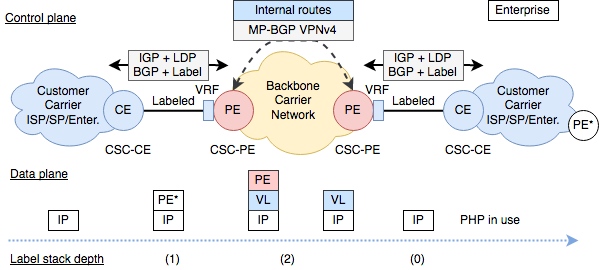 Control plane
Internal routes
MP-BGP VPNv4
Enterprise
IGP + LDP
BGP + Label
IGP + LDP
BGP + Label
Customer
Carrier
ISP/SP/Enter.
CE
Labeled
VRF
PE
Backbone
Carrier
Network
PE
VRF
Labeled
CE
Customer
Carrier
ISP/SP/Enter.
PE*
CSC-CE
CSC-PE
CSC-PE
CSC-CE
Data plane
PE
PE*
VL
VL
IP
IP
IP
IP
IP
PHP in use
Label stack depth
(1)
(2)
(0)